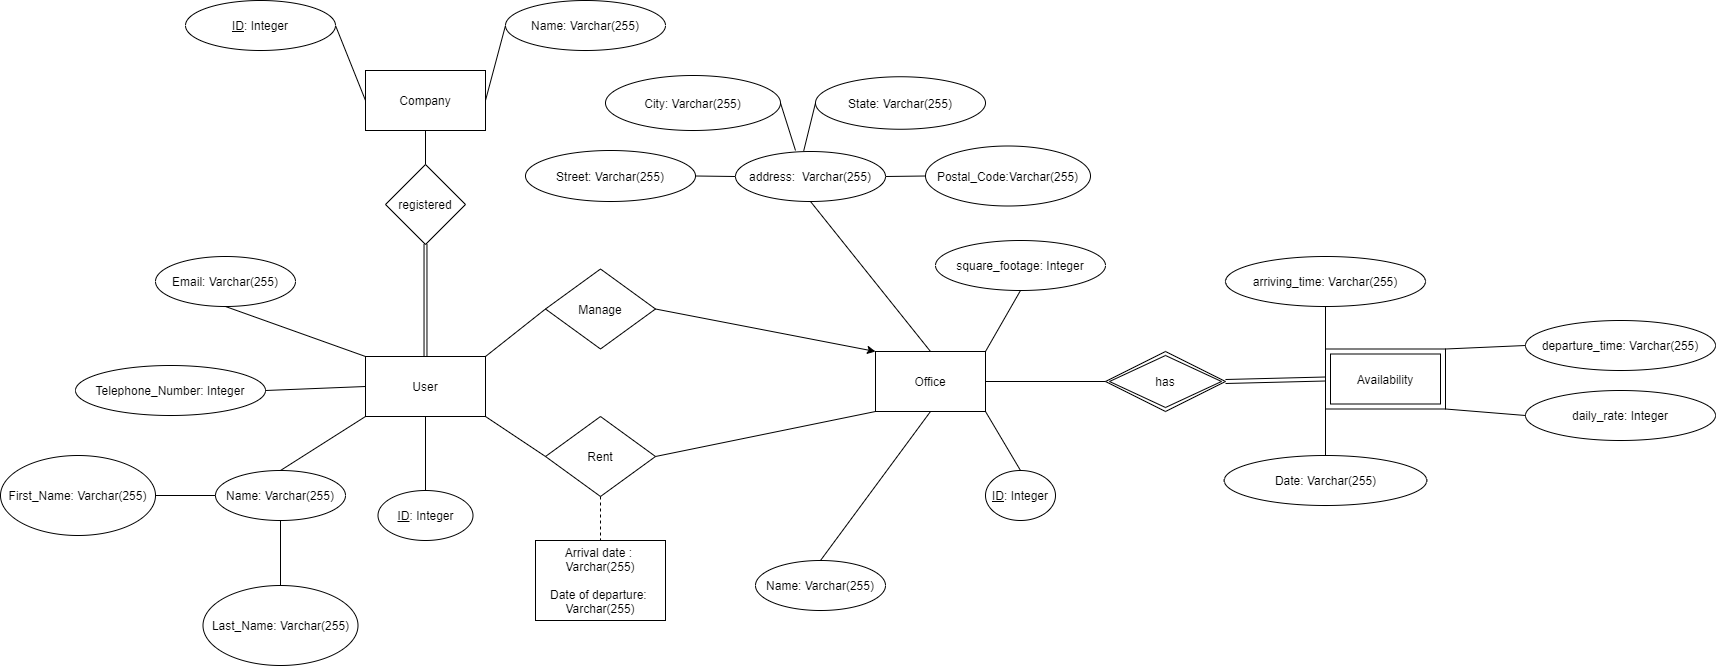 ID: Integer
Name: Varchar(255)
Company
City: Varchar(255)
State: Varchar(255)
Street: Varchar(255)
address:  Varchar(255)
Postal_Code:Varchar(255)
registered
square_footage: Integer
Email: Varchar(255)
arriving_time: Varchar(255)
Manage
departure_time: Varchar(255)
User
Office
has
Availability
Telephone_Number: Integer
daily_rate: Integer
Rent
First_Name: Varchar(255)
Name: Varchar(255)
ID: Integer
ID: Integer
Date: Varchar(255)
Arrival date :
Varchar(255)
Date of departure:
Varchar(255)
Name: Varchar(255)
Last_Name: Varchar(255)